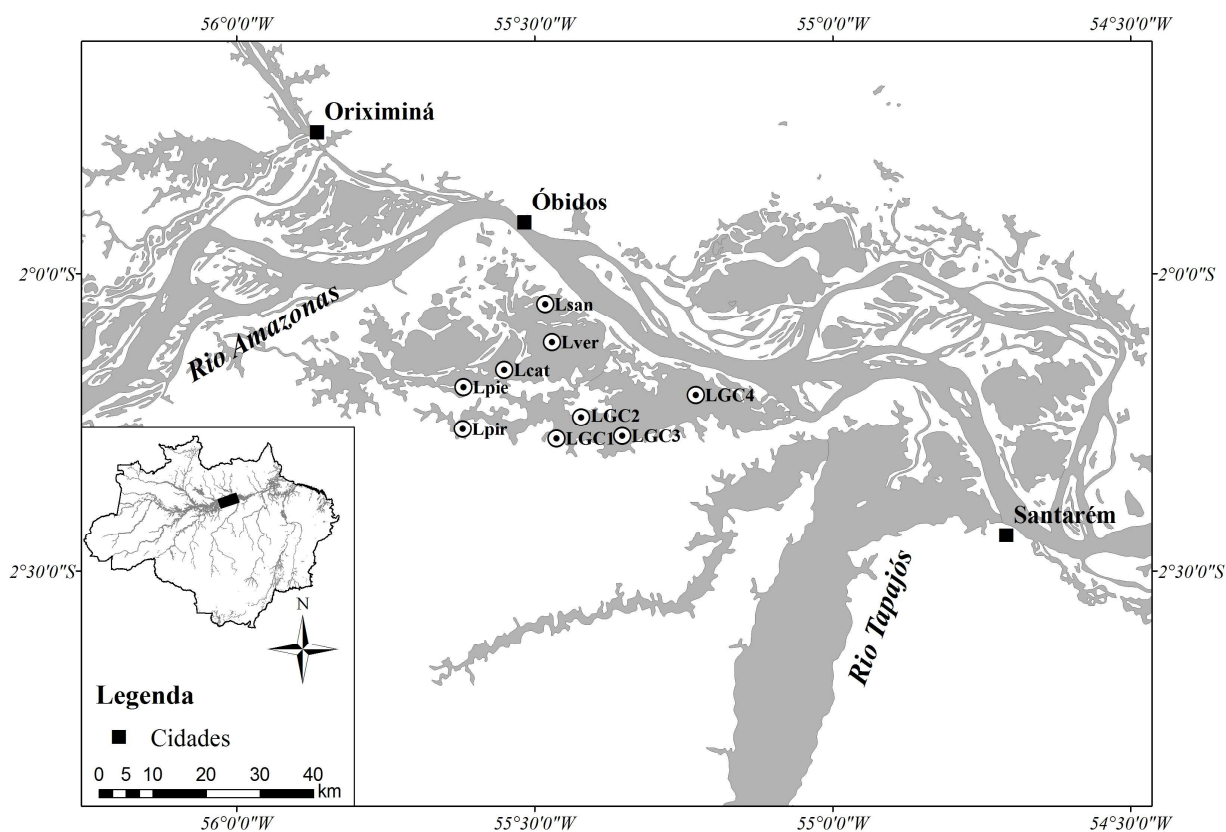 56°0'0"W 55°30'0"W 55°0'0"W 54°30'0"W
Oriximiná
Óbidos
2°0'0"S 2°0'0"S
Lsan
Rio Amazonas
Lver
Lcat
Lpie
LGC4
LGC2
Lpir
LGC1
LGC3
Santarém
2°30'0"S 2°30'0"S
Rio Tapajós
N
Legenda
Cidades
0 5 10 20 30 40
km
56°0'0"W 55°30'0"W 55°0'0"W 54°30'0"W